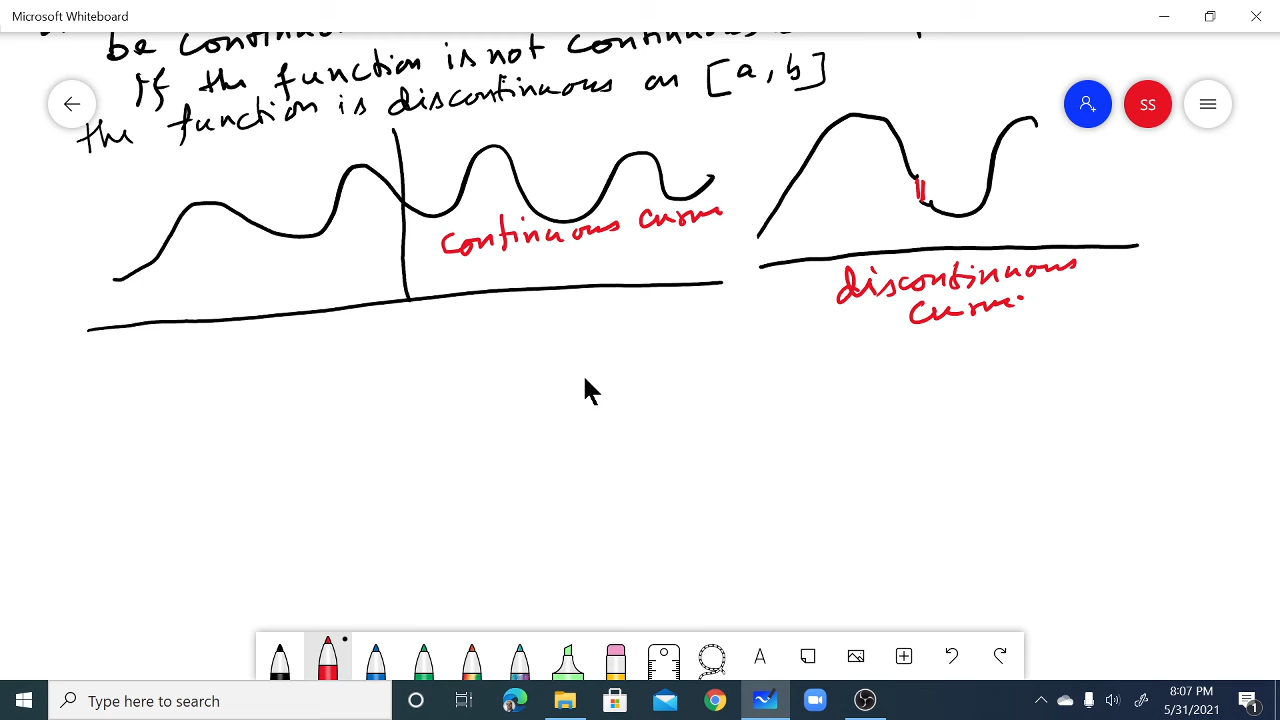 Microsoft Whiteboard
be continuous
If the function is not continuous
the function is discontinuous on [a, b]
SS
continuous curve
discontinuous
curve.
A
Type here to search
8:07 PM
5/31/2021
1